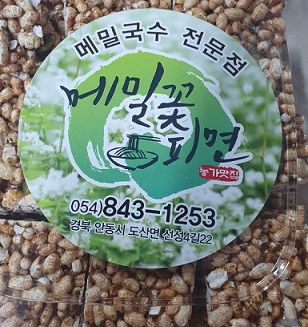 메밀국수 전문점
메밀꽃
피면
농가맛집
054)843-1253
경북 안동시 도산면 선성4길22